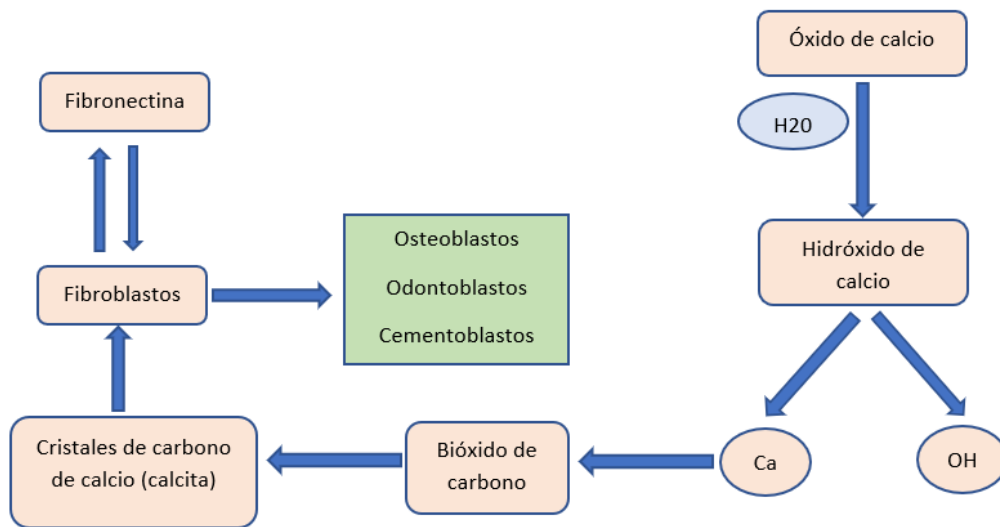 Óxido de calcio
Fibronectina
H20
Osteoblastos
Odontoblastos
Cementoblastos
Hidróxido de
calcio
Fibroblastos
Cristales de carbono
de calcio (calcita)
Bióxido de
carbono
Ca
OH